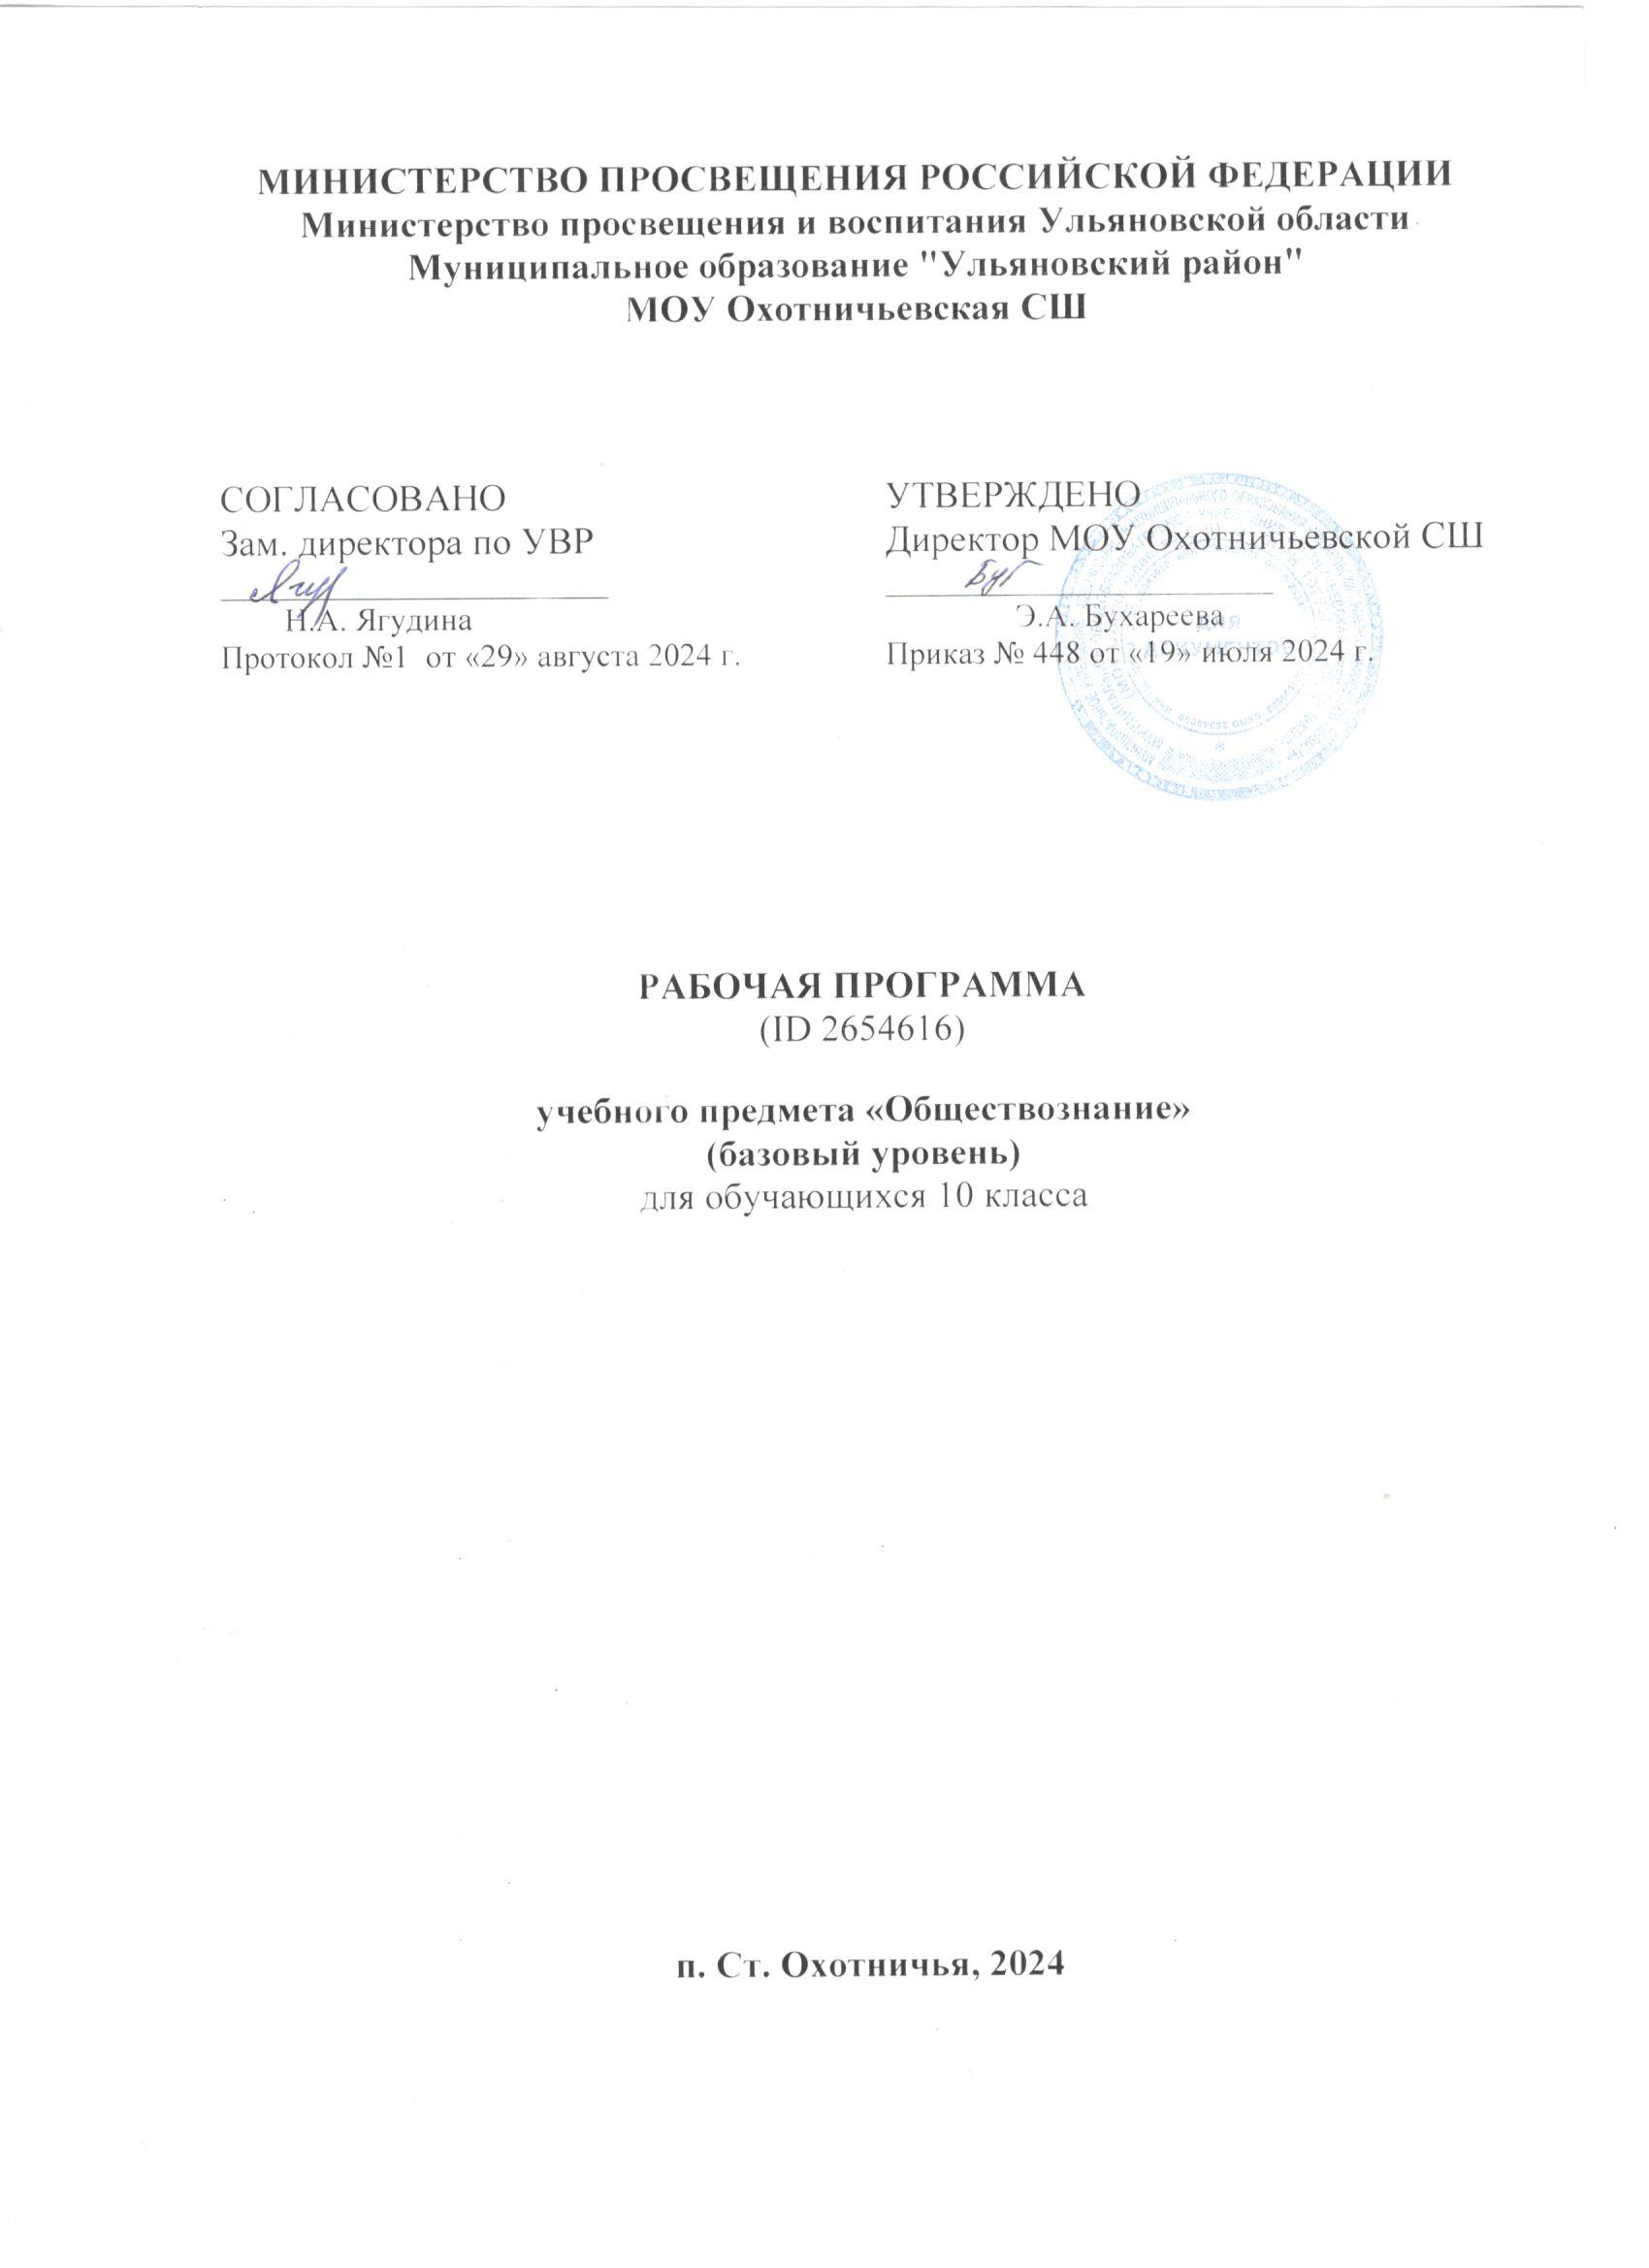 МИНИСТЕРСТВО ПРОСВЕЩЕНИЯ РОССИЙСКОЙ ФЕДЕРАЦИИ
Министерство просвещения и воспитания Ульяновской области
Муниципальное образование "Ульяновский район"
МОУ Охотничьевская СШ
СОГЛАСОВАНО
Зам. директора по УВР
Н.А. Ягудина
Протокол №1 от «29» августа 2024 г.
УТВЕРЖДЕНО
Директор МОУ Охотничьевской СШ
Э.А. Бухареева
Приказ № 448 от «19» июля 2024 г.
РАБОЧАЯ ПРОГРАММА
(ID 2654616)
учебного предмета «Обществознание»
(базовый уровень)
для обучающихся 10 класса
п. Ст. Охотничья, 2024